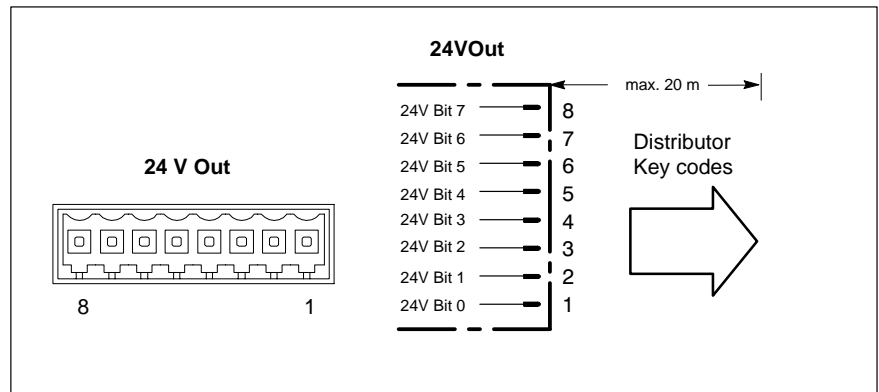 24VOut
max. 20 m
24V Bit 7 8
24V Bit 6 7
24V Bit 5 6
24V Bit 4 5
24V Bit 3 4
24V Bit 2 3
24V Bit 1 2
24V Bit 0 1
24 V Out
8 1
Distributor
Key codes